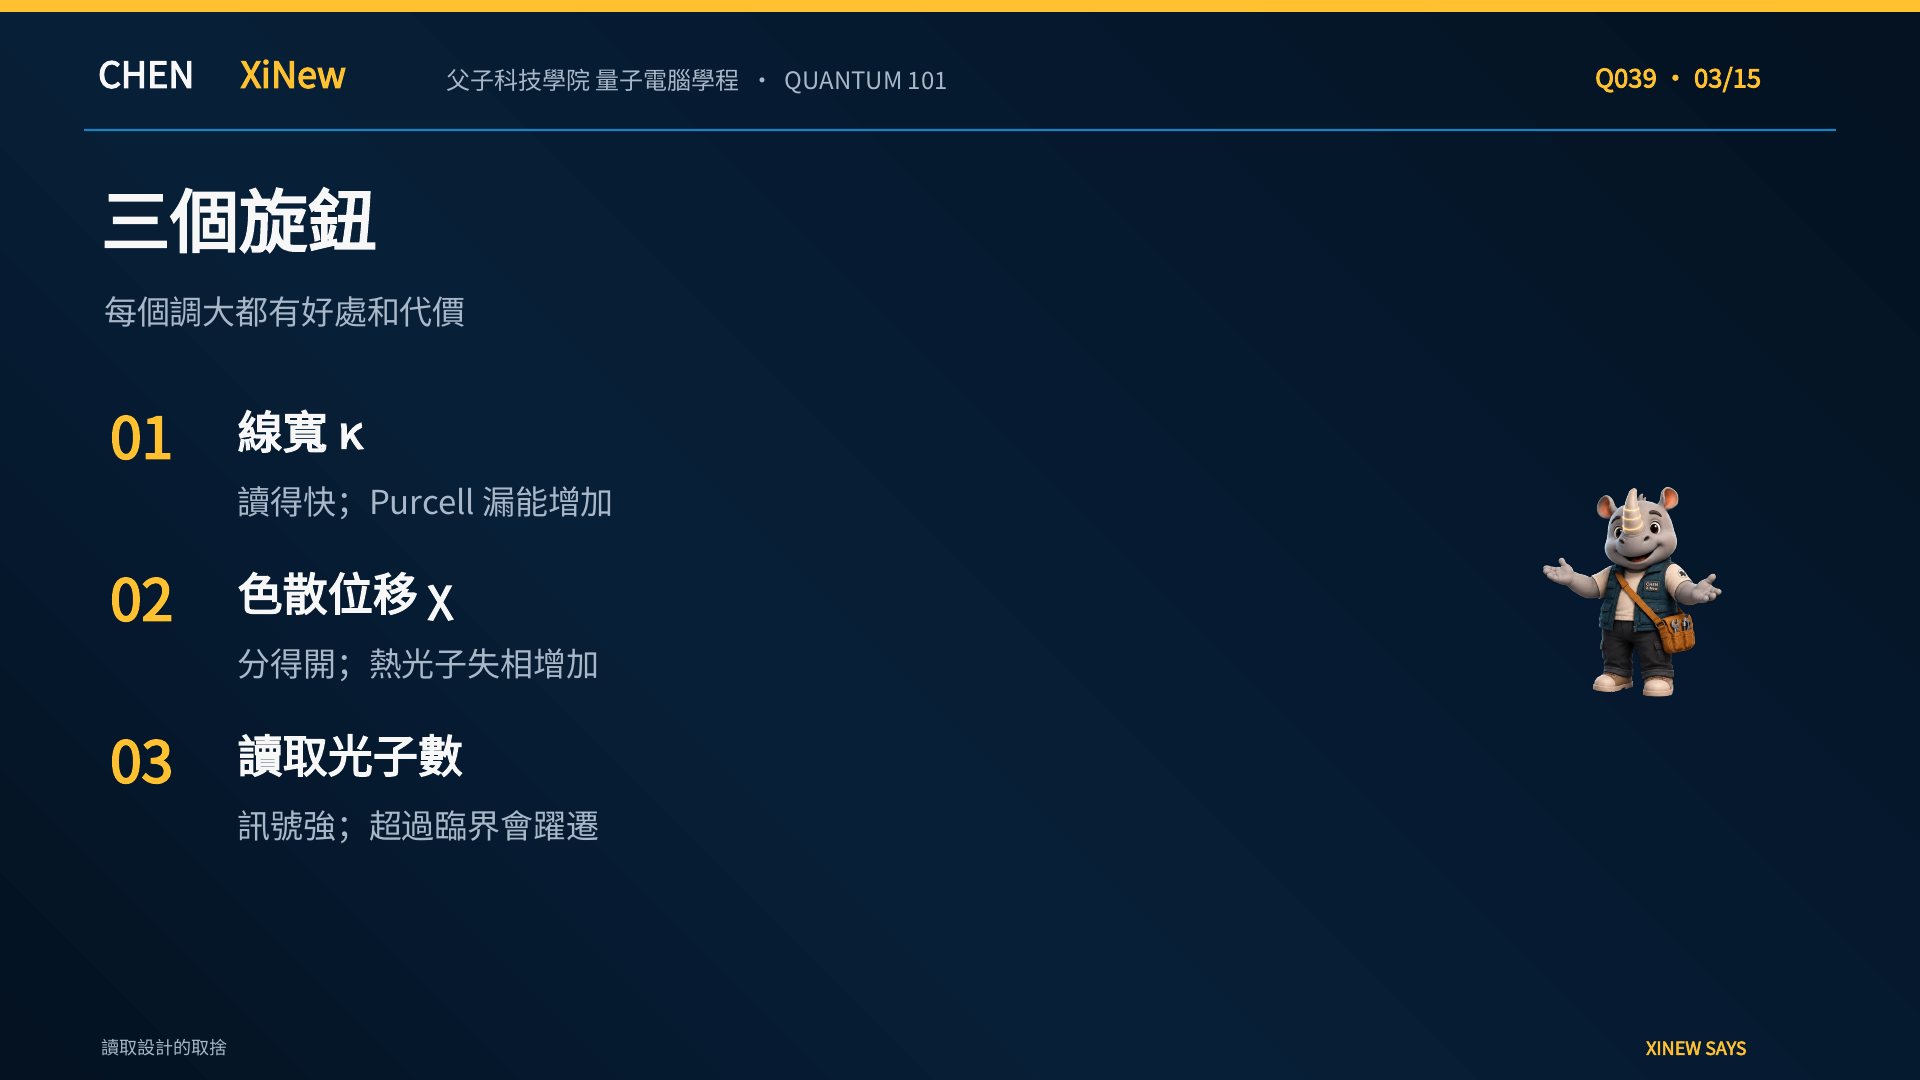 CHEN XiNew 父子科技學院 量子電腦學程 · QUANTUM 101 Q039 · 03/15
三個旋鈕
每個調大都有好處和代價
01 線寬 κ
讀得快；Purcell 漏能增加
02 色散位移 χ
分得開；熱光子失相增加
03 讀取光子數
訊號強；超過臨界會躍遷
讀取設計的取捨 XINEW SAYS